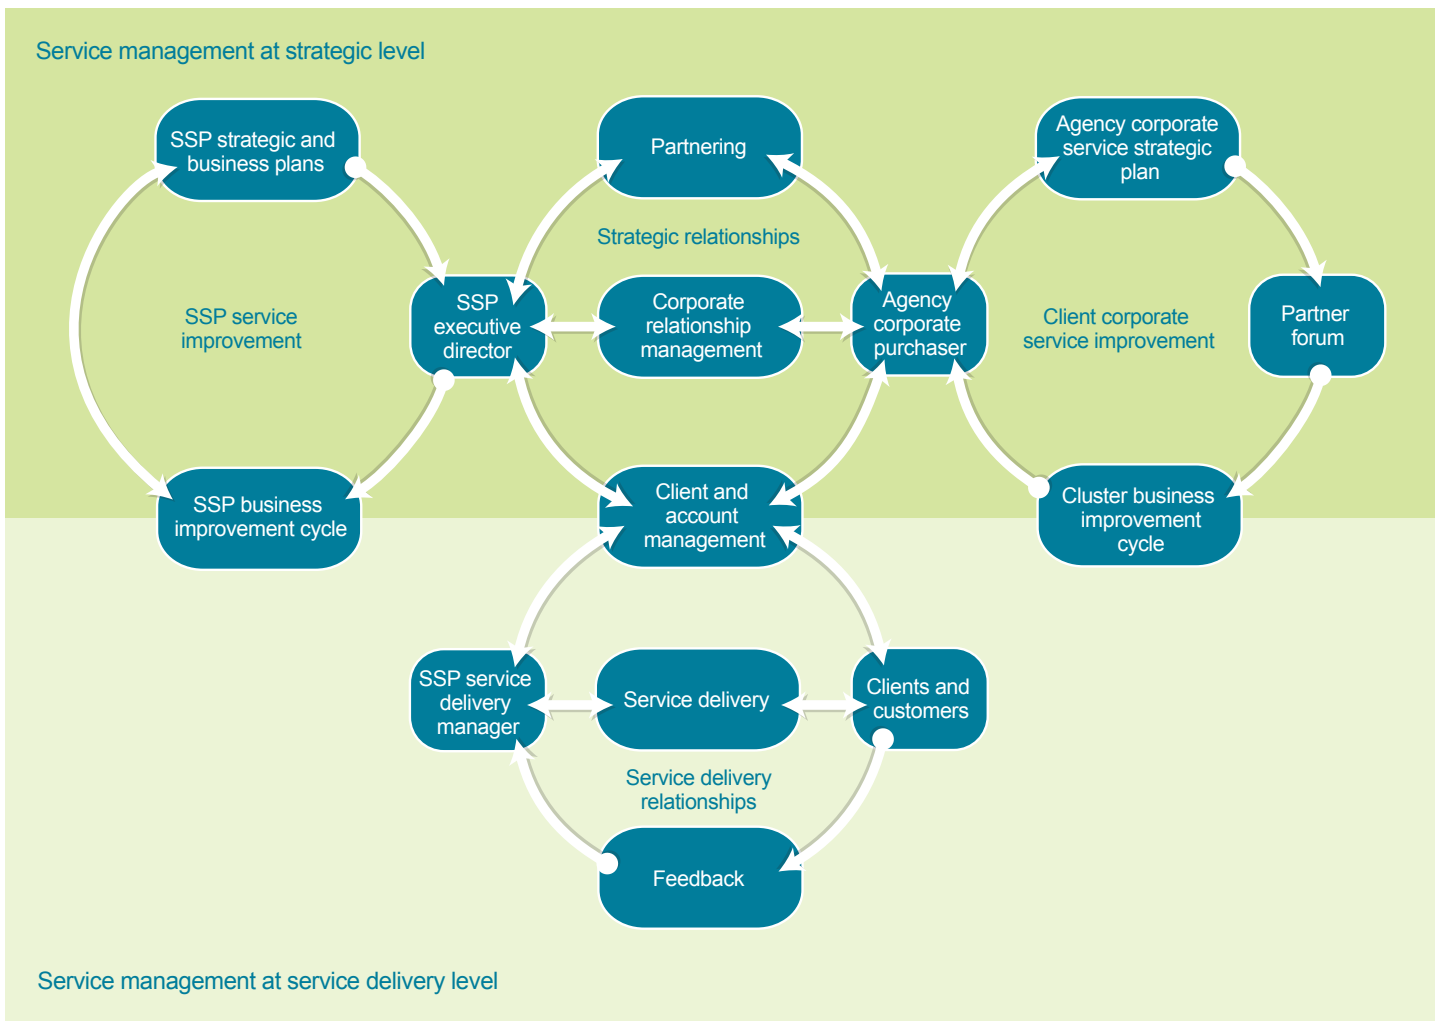 Service management at strategic level
SSP strategic and
business plans
Partnering
Agency corporate
service strategic
plan
Strategic relationships
SSP service
improvement
SSP
executive
director
Corporate
relationship
management
Agency
corporate
purchaser
Client corporate
service improvement
Partner
forum
SSP business
improvement cycle
Client and
account
management
Cluster business
improvement
cycle
SSP service
delivery
manager
Service delivery
Clients and
customers
Service delivery
relationships
Feedback
Service management at service delivery level